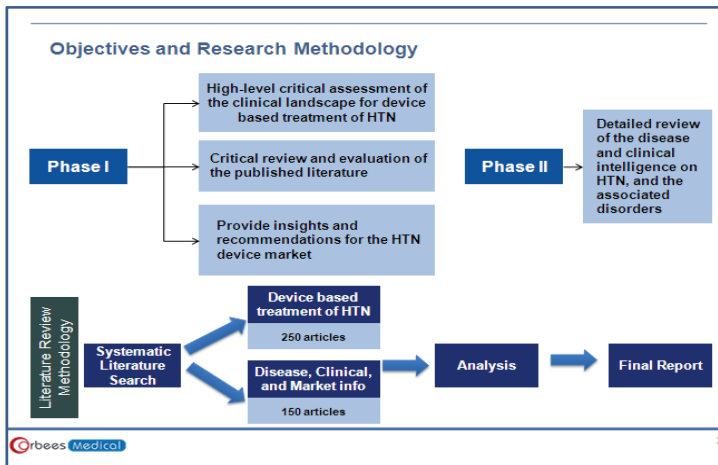 Objectives and Research Methodology
High-level critical assessment of
the clinical landscape for device
based treatment of HTN
Phase I
Critical review and evaluation of
the published literature
Provide insights and
recommendations for the HTN
device market
Phase II
Detailed review
of the disease
and clinical
intelligence on
HTN, and the
associated
disorders
Literature Review
Methodology
Systematic
Literature
Search
Device based
treatment of HTN
250 articles
Disease, Clinical,
and Market info
150 articles
Analysis
Final Report
Orbees Medical